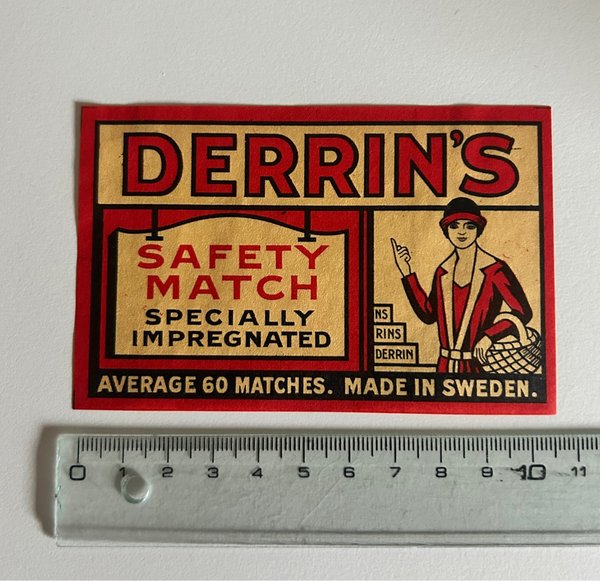 DERRIN'S
SAFETY
MATCH
SPECIALLY
IMPREGNATED
NS
RINS
DERRIN
AVERAGE 60 MATCHES. MADE IN SWEDEN.
0 1 2 3 4 5 6 7 8 9 10 11